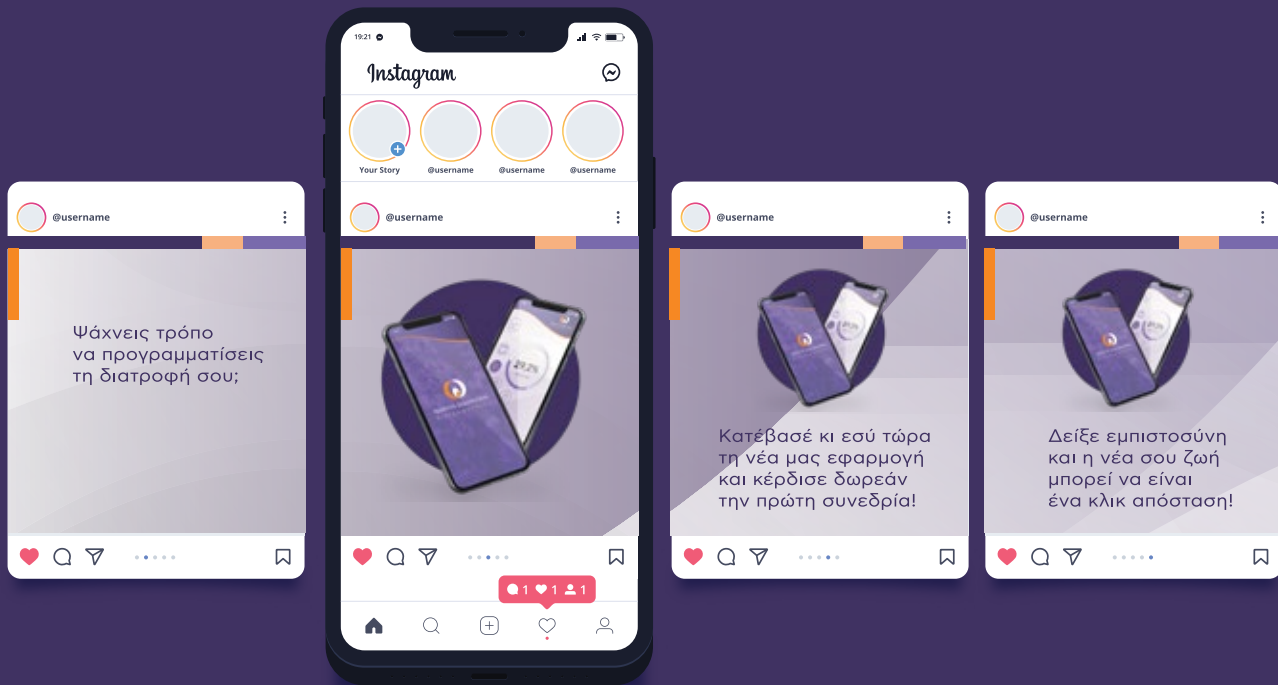 @username
Ψάχνεις τρόπο
να προγραμματίσεις
τη διατροφή σου;
19:21
Instagram
Your Story
@username
@username
@username
@username
29,2%
1 1 1
@username
Κατέβασέ κι εσύ τώρα
τη νέα μας εφαρμογή
και κέρδισε δωρεάν
την πρώτη συνεδρία!
@username
Δείξε εμπιστοσύνη
και η νέα σου ζωή
μπορεί να είναι
ένα κλικ απόσταση!